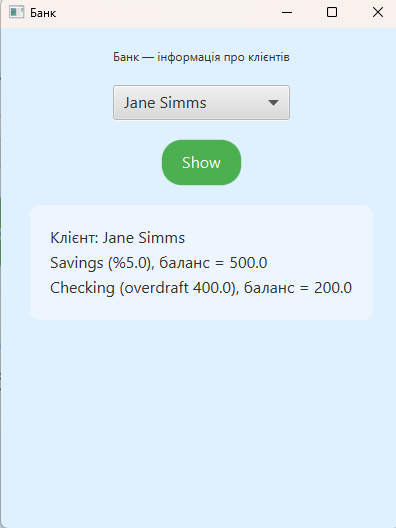 Банк
Банк — інформація про клієнтів
Jane Simms
Show
Клієнт: Jane Simms
Savings (%5.0), баланс = 500.0
Checking (overdraft 400.0), баланс = 200.0